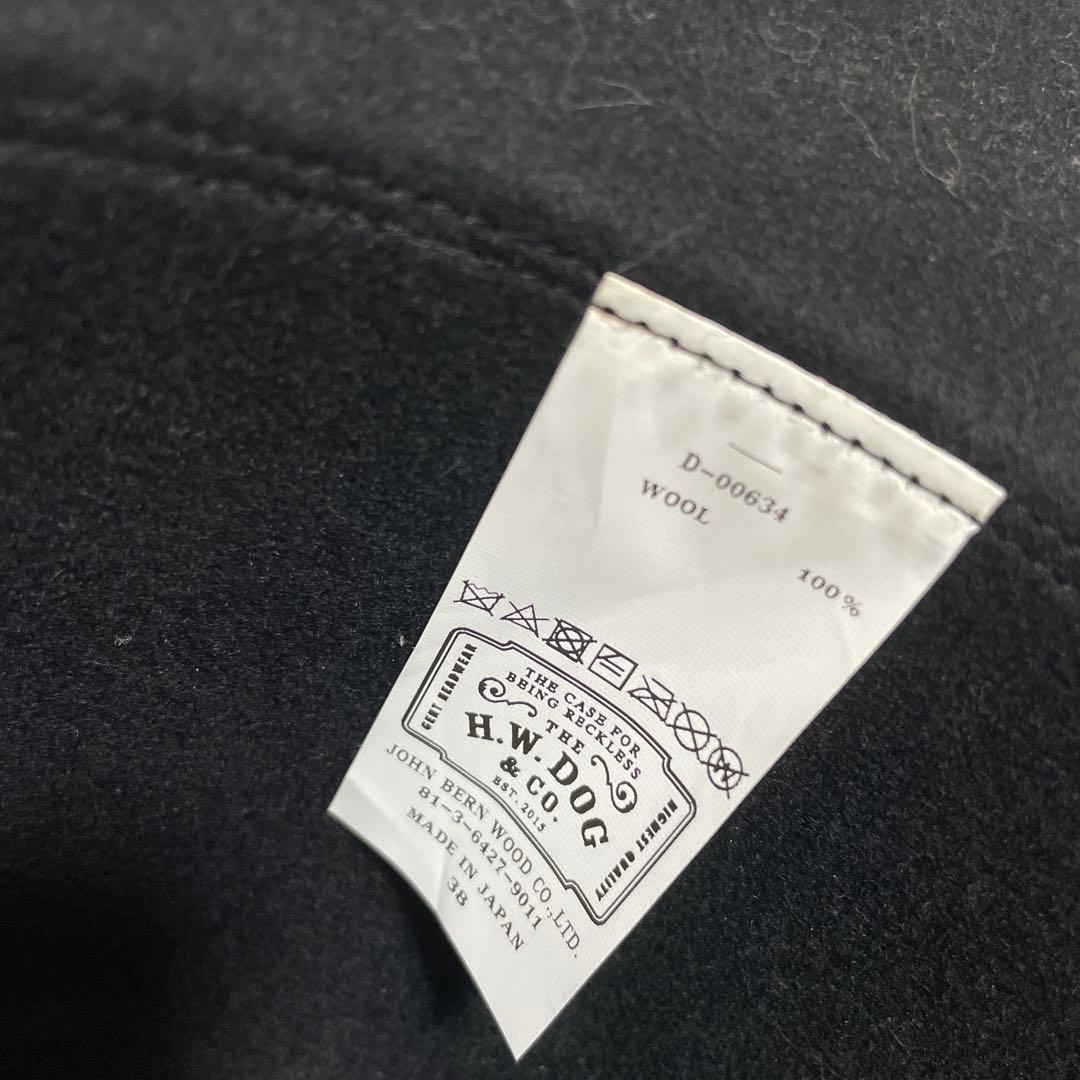 D-00634
WOOL
100%
THE CASE FOR
BEING RECKLESS
THE
H.W.DOG
& CO.
EST. 2015
GENT HEADWEAR
HIGHEST QUALITY
JOHN BERN WOOD CO.,LTD.
81-3-6427-9011
MADE IN JAPAN
38